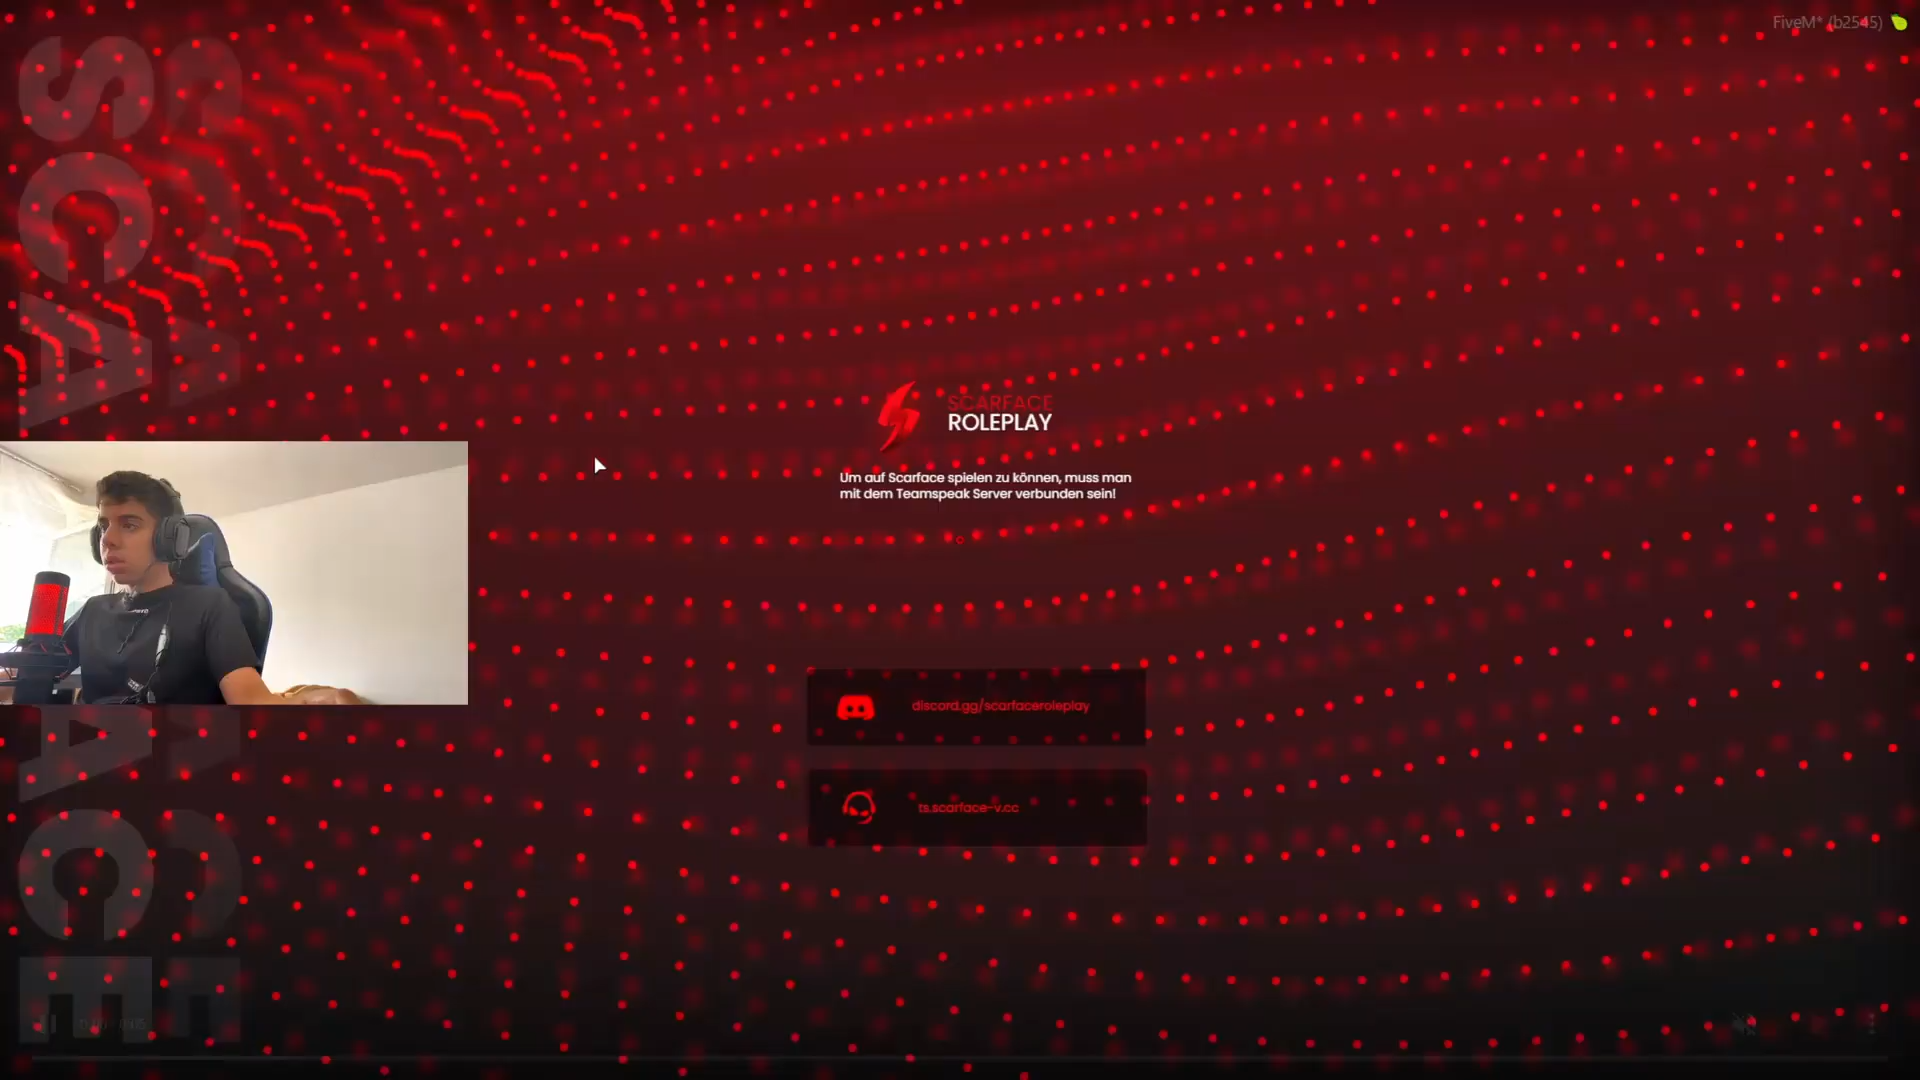 FiveM* (b2545)
SCARFACE
SCARFACE
ROLEPLAY
Um auf Scarface spielen zu können, muss man
mit dem Teamspeak Server verbunden sein!
discord.gg/scarfaceroleplay
ts.scarface-v.cc